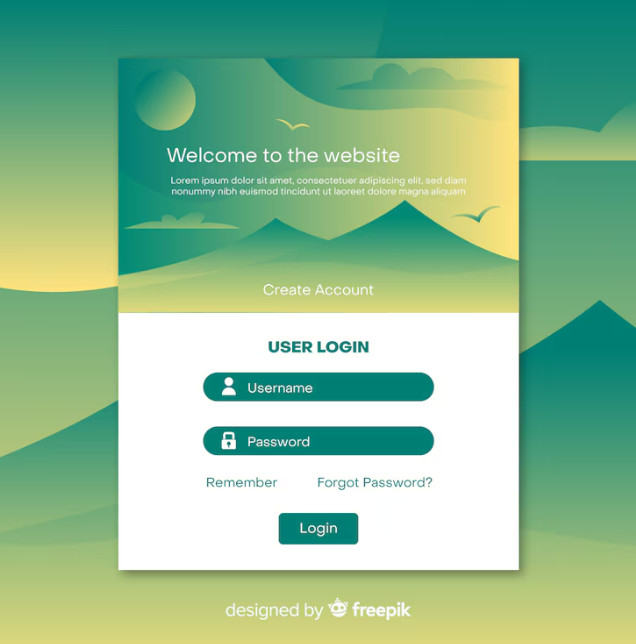 Welcome to the website
Lorem ipsum dolor sit amet, consectetuer adipiscing elit, sed diam
nonummy nibh euismod tincidunt ut laoreet dolore magna aliquam
Create Account
USER LOGIN
Username
Password
Remember Forgot Password?
Login
designed by freepik